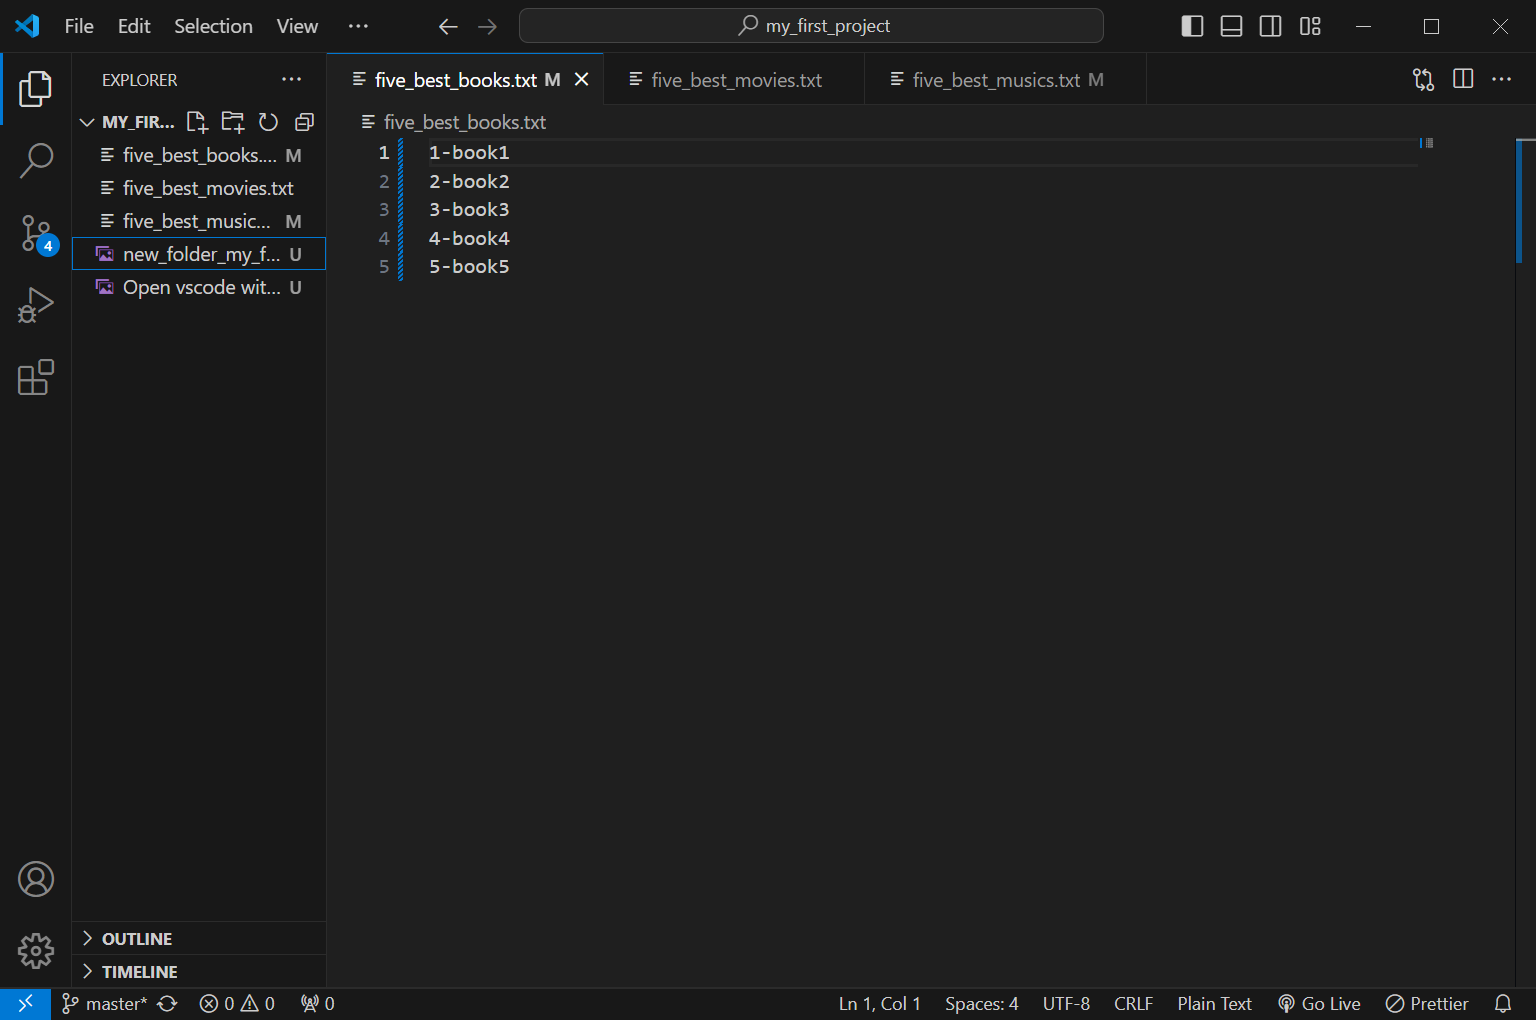 File Edit Selection View ···
my_first_project
EXPLORER ···
MY_FIR...
five_best_books.... M
five_best_movies.txt
five_best_music... M
new_folder_my_f... U
Open vscode wit... U
4
OUTLINE
TIMELINE
five_best_books.txt M
five_best_movies.txt
five_best_musics.txt M
five_best_books.txt
1 1-book1
2 2-book2
3 3-book3
4 4-book4
5 5-book5
master* 0 0 0
Ln 1, Col 1 Spaces: 4 UTF-8 CRLF Plain Text Go Live Prettier